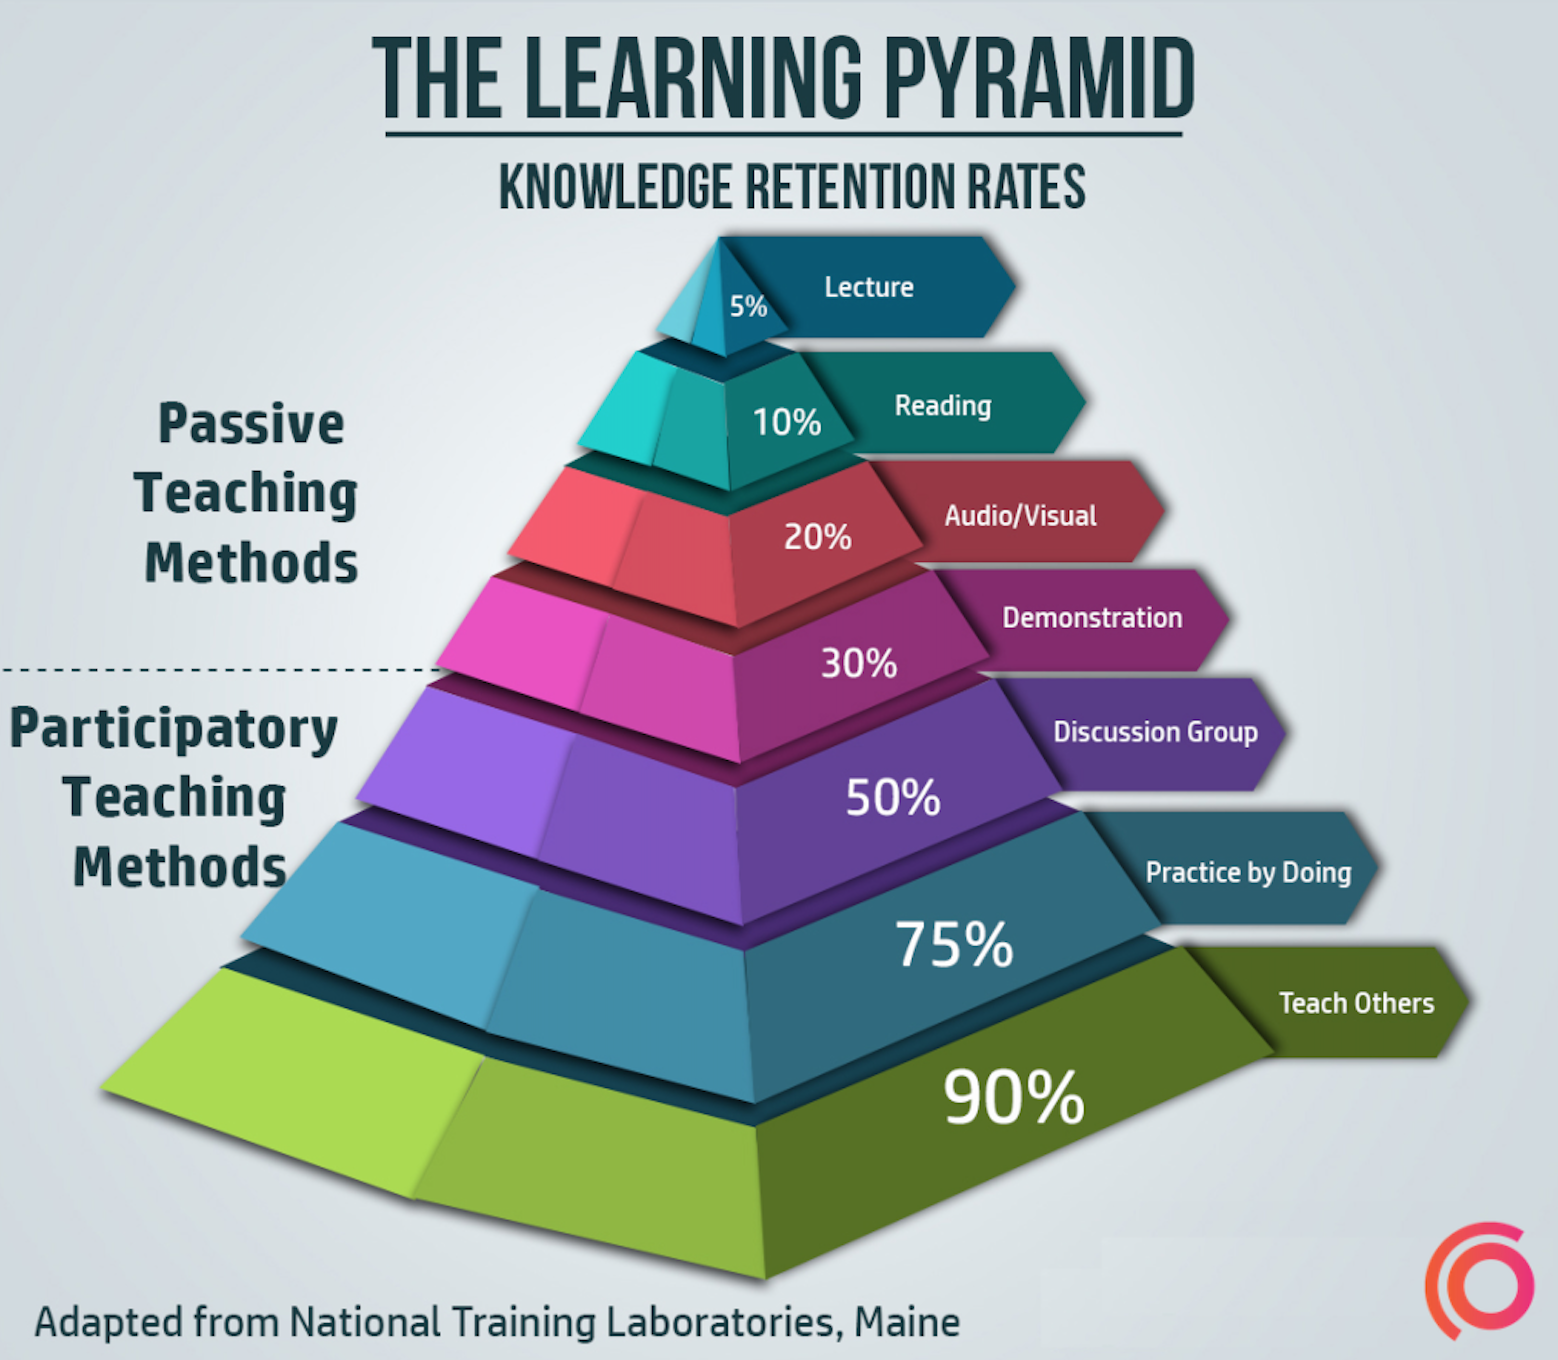 THE LEARNING PYRAMID
KNOWLEDGE RETENTION RATES
5%
Lecture
10%
Reading
20%
Audio/Visual
30%
Demonstration
50%
Discussion Group
75%
Practice by Doing
90%
Teach Others
Passive
Teaching
Methods
Participatory
Teaching
Methods
Adapted from National Training Laboratories, Maine